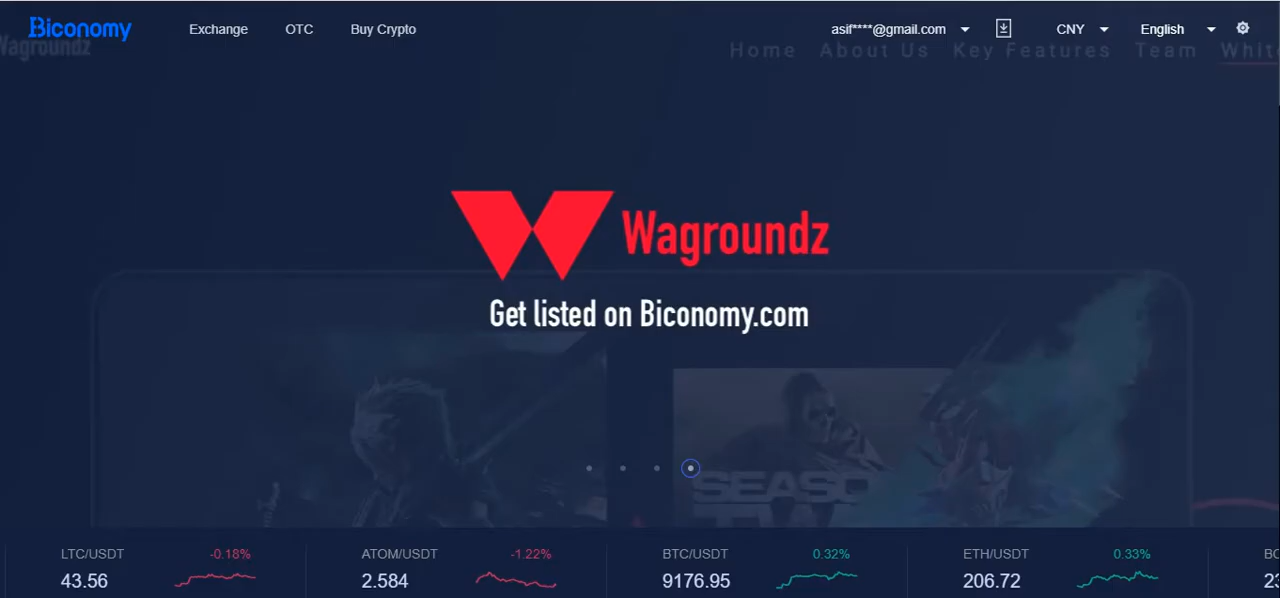 Biconomy Exchange OTC Buy Crypto asif****@gmail.com CNY English
Wagroundz Home About Us Key Features Team
Wagroundz
Get listed on Biconomy.com
SEASON
LTC/USDT -0.18% ATOM/USDT -1.22% BTC/USDT 0.32% ETH/USDT 0.33%
43.56 2.584 9176.95 206.72